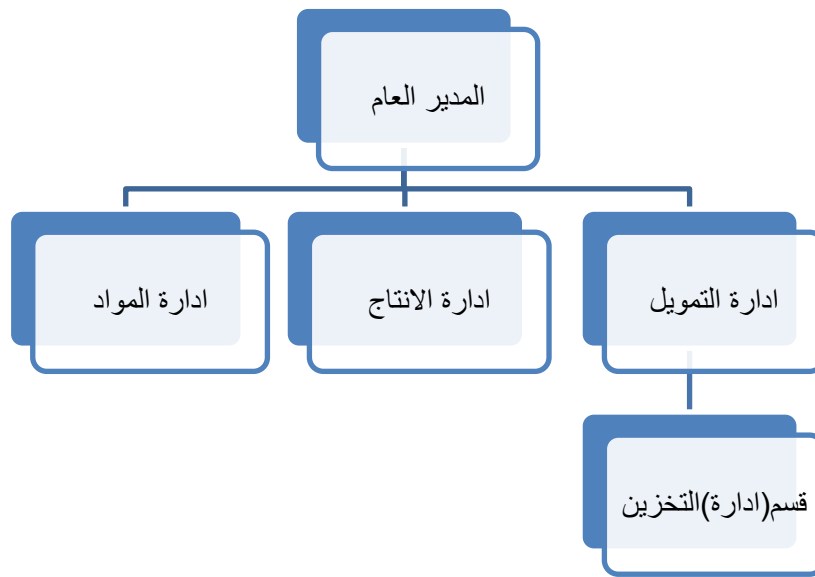 المدير العام
ادارة التمويل
ادارة الانتاج
ادارة المواد
قسم(ادارة)التخزين